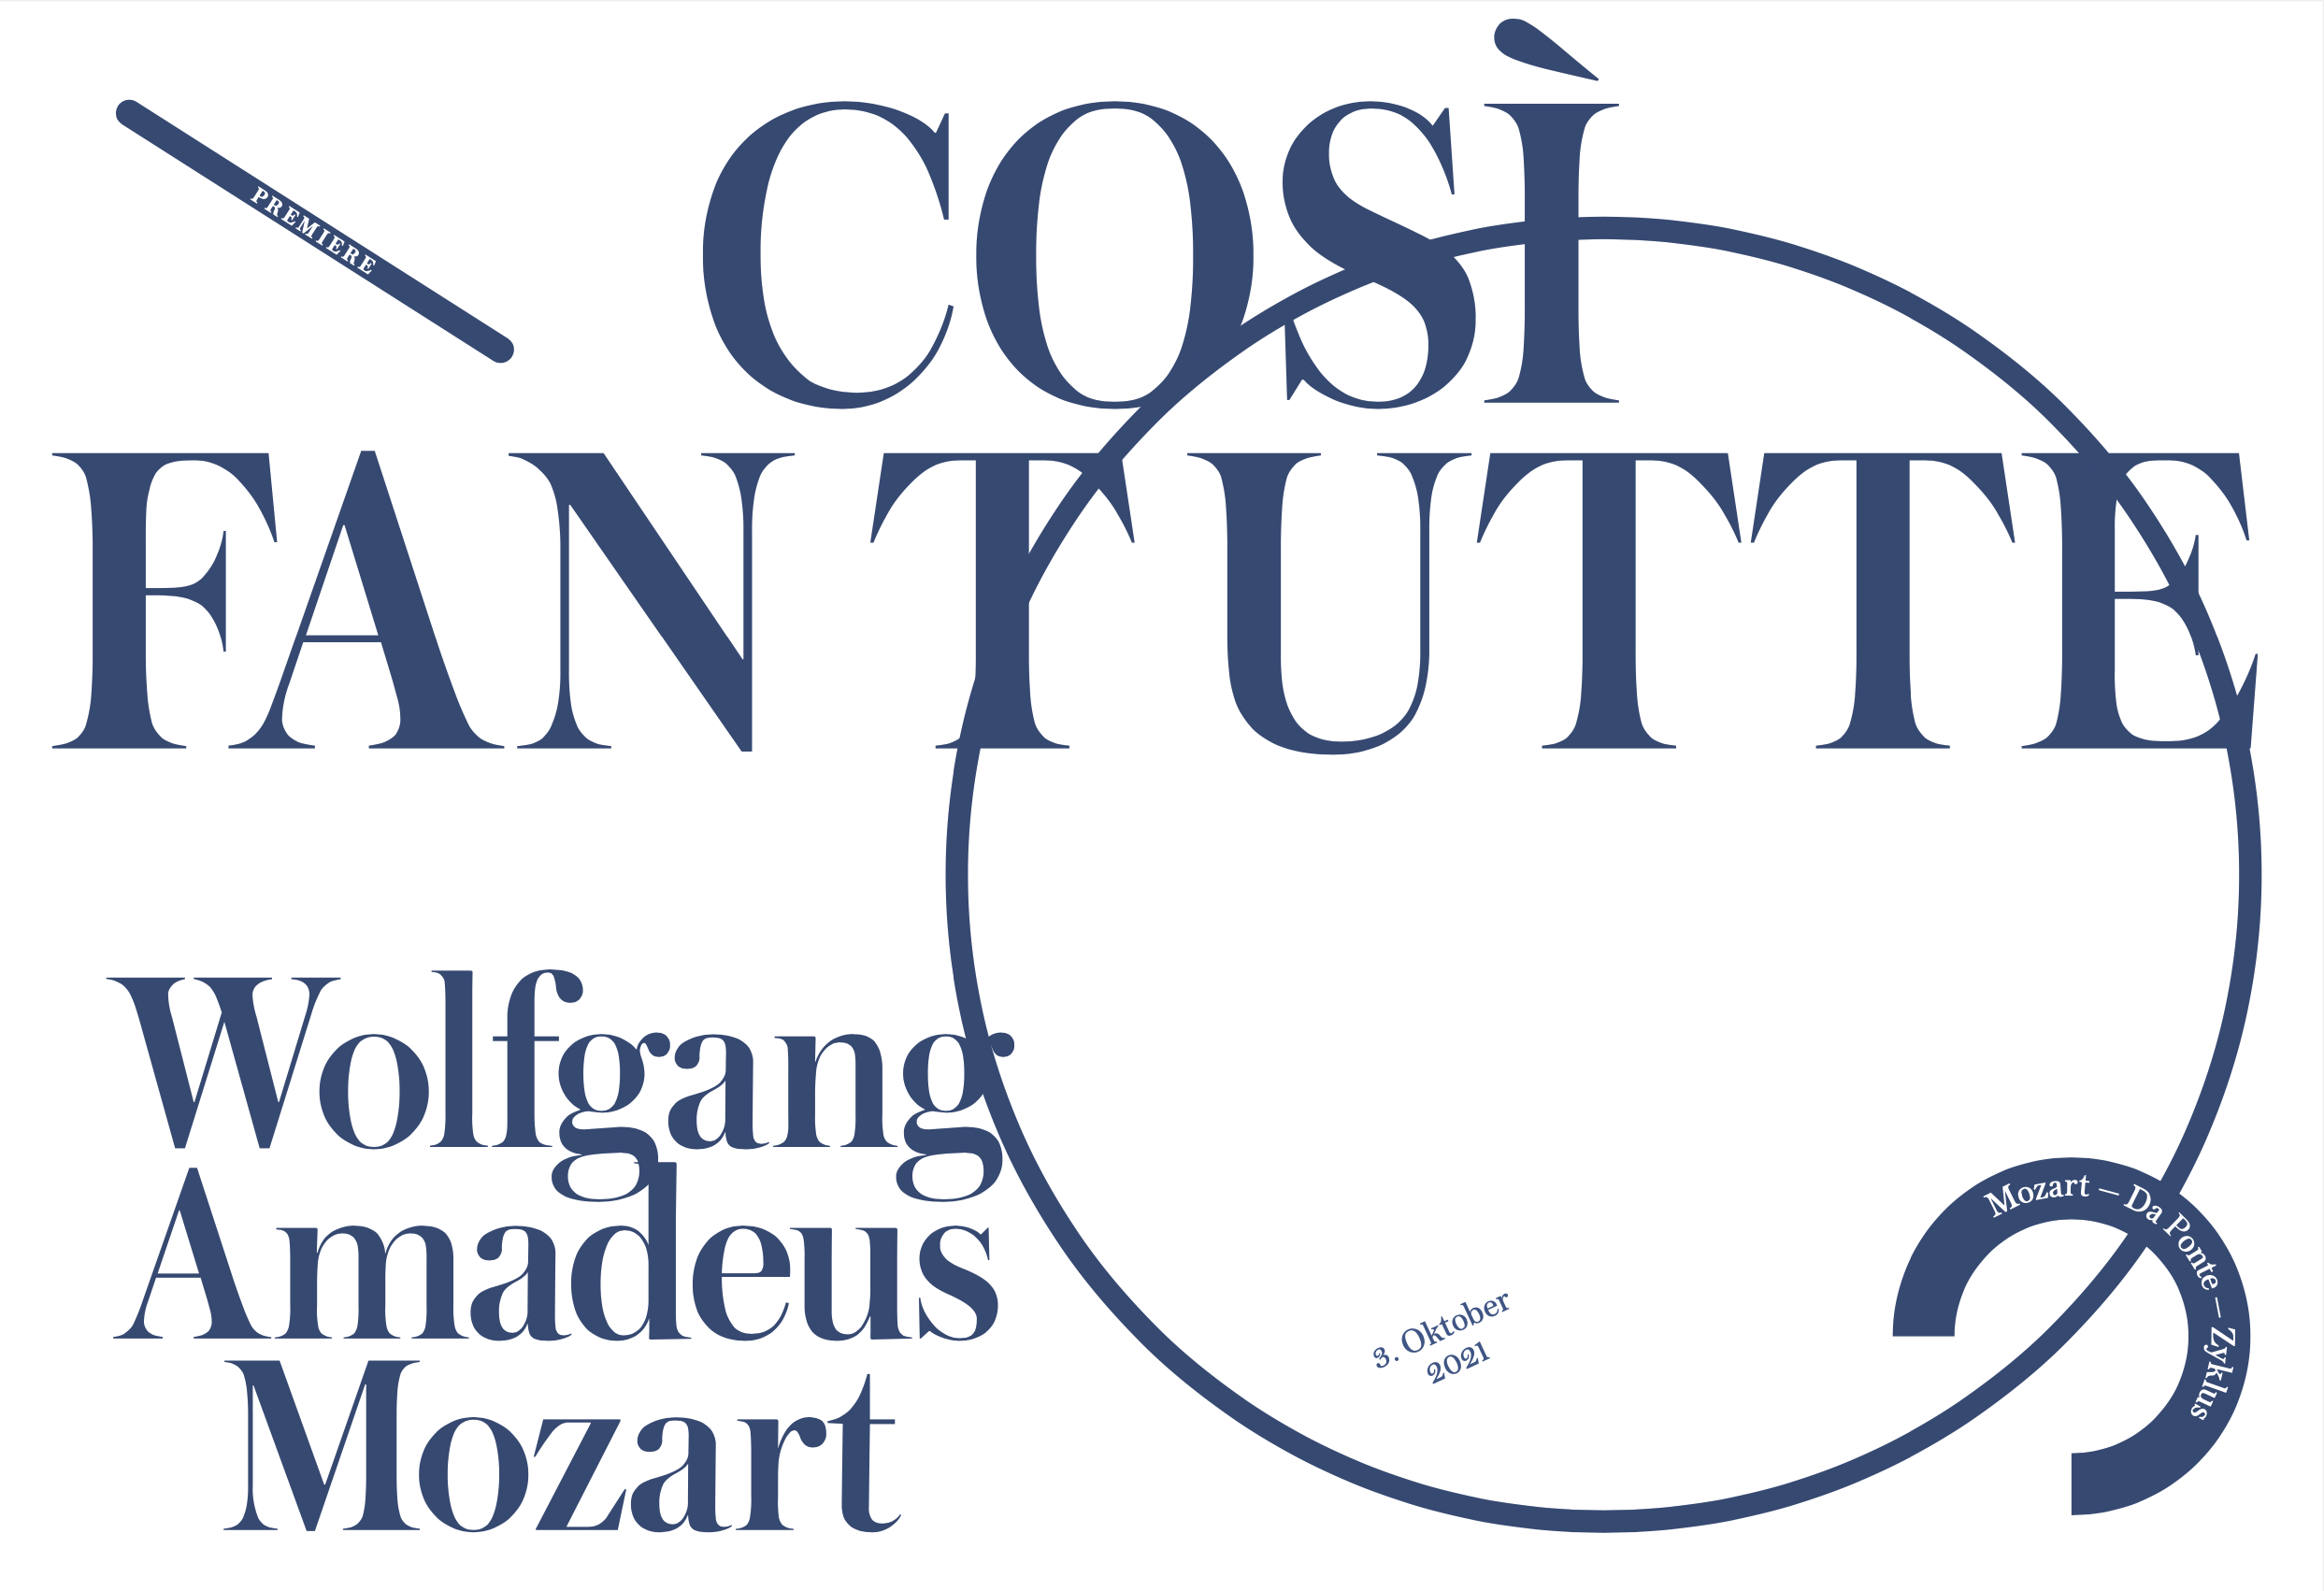 PREMIERE
COSÌ
FAN TUTTE
Wolfgang
Amadeus
Mozart
3. Oktober
2021
Mozart — Da Ponte — Zyklus